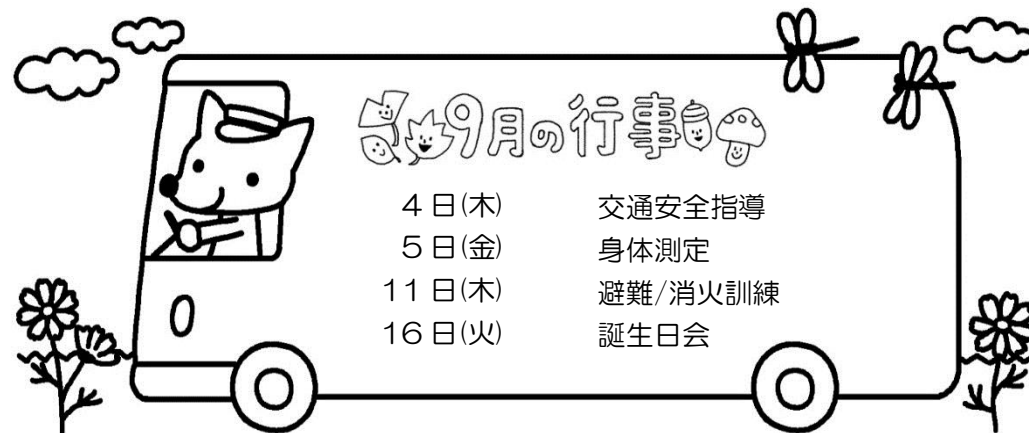 9月の行事
4日(木) 交通安全指導
5日(金) 身体測定
11日(木) 避難/消火訓練
16日(火) 誕生日会